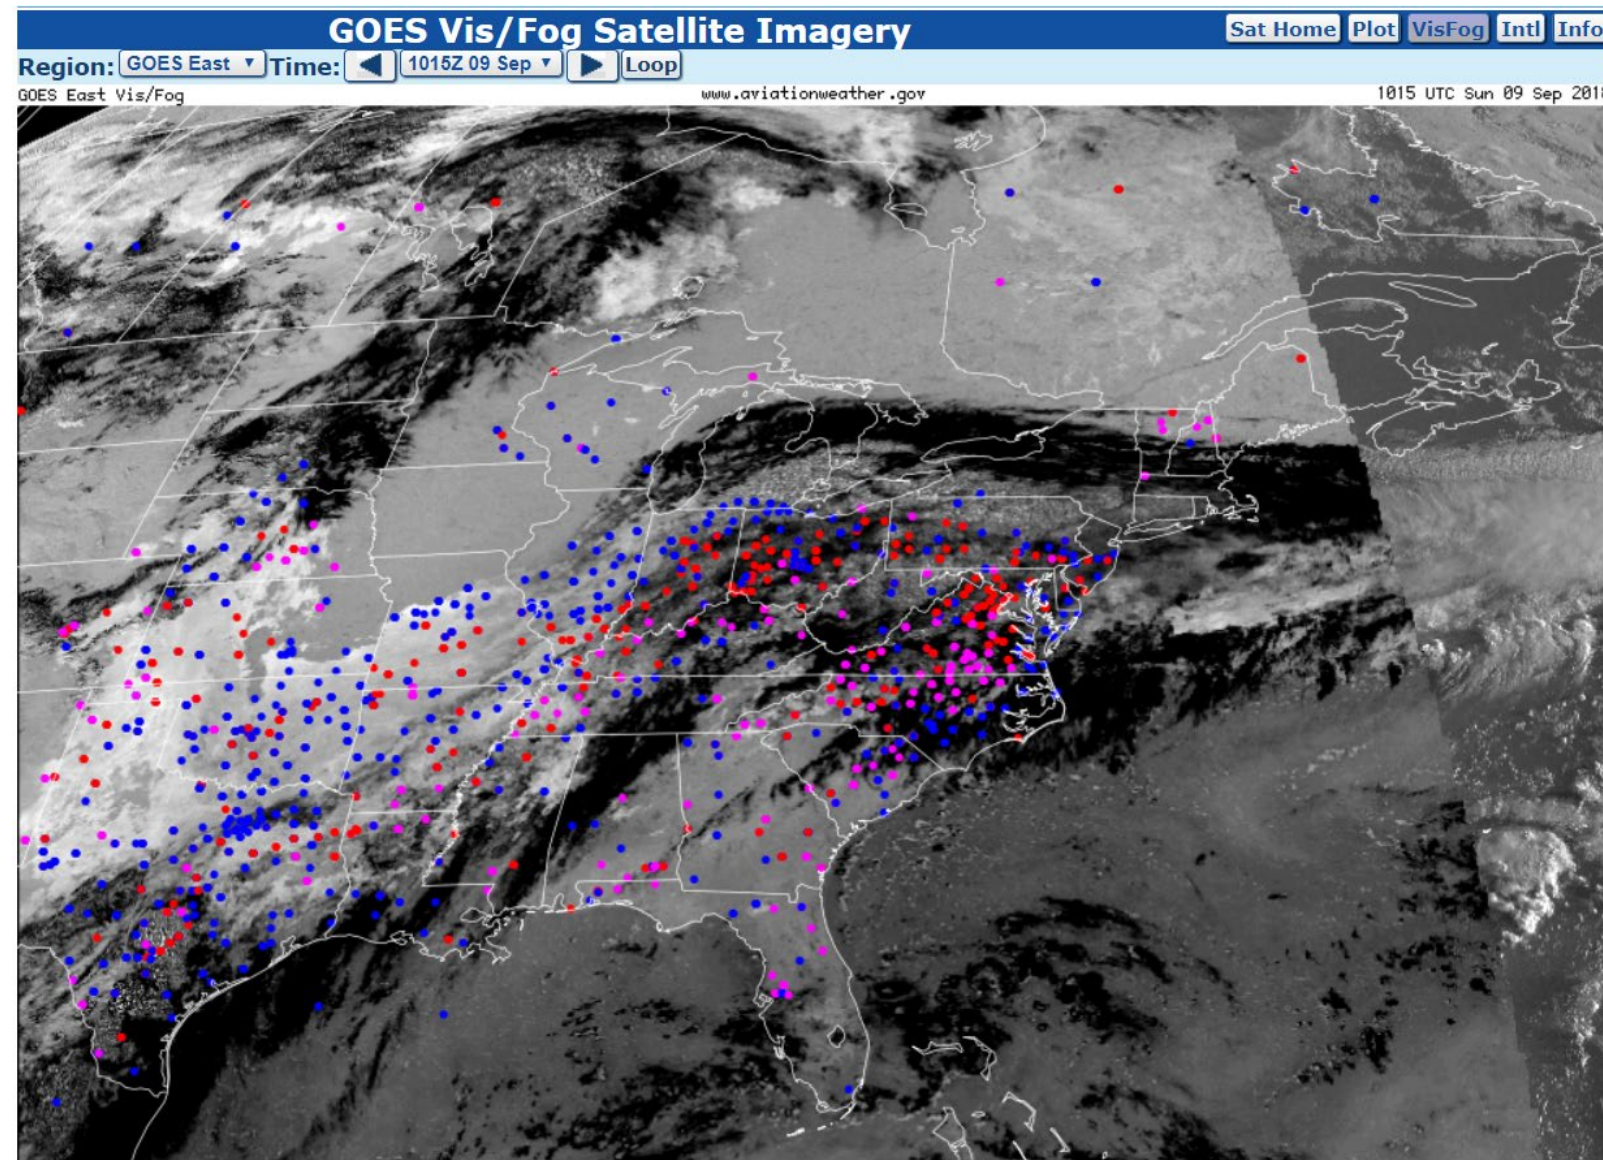 GOES Vis/Fog Satellite Imagery
Sat Home Plot VisFog Intl Info
Region: GOES East Time: 1015Z 09 Sep Loop
GOES East Vis/Fog www.aviationweather.gov 1015 UTC Sun 09 Sep 2018